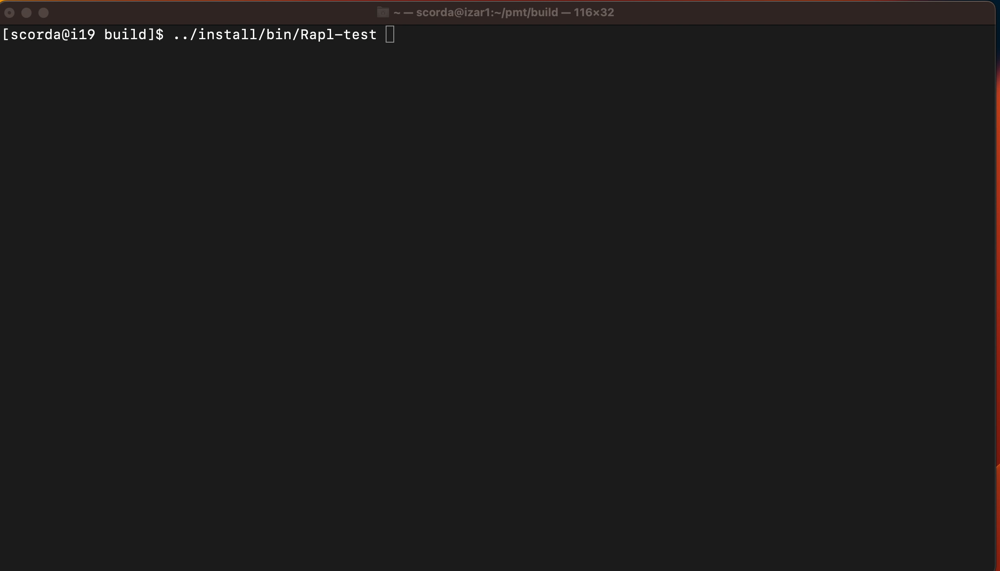 ~ — scorda@izar1:~/pmt/build — 116×32
[scorda@i19 build]$ ../install/bin/Rapl-test